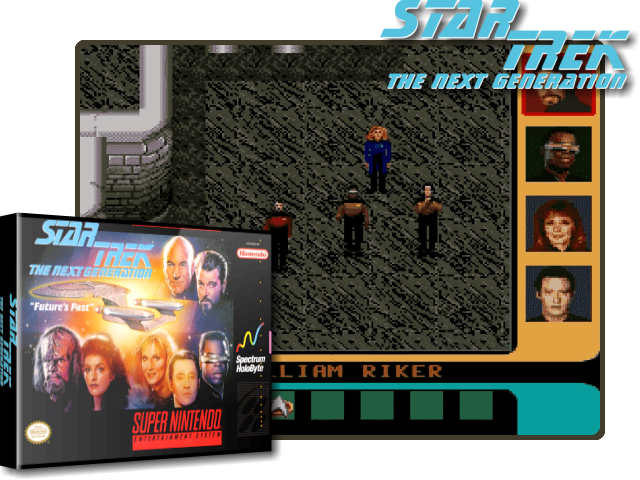 STAR
TREK
THE NEXT GENERATION
LLIAM RIKER
STAR
TREK
THE NEXT GENERATION
"Future's Past"
Nintendo
Spectrum
HoloByte
SUPER NINTENDO
ENTERTAINMENT SYSTEM
STAR TREK